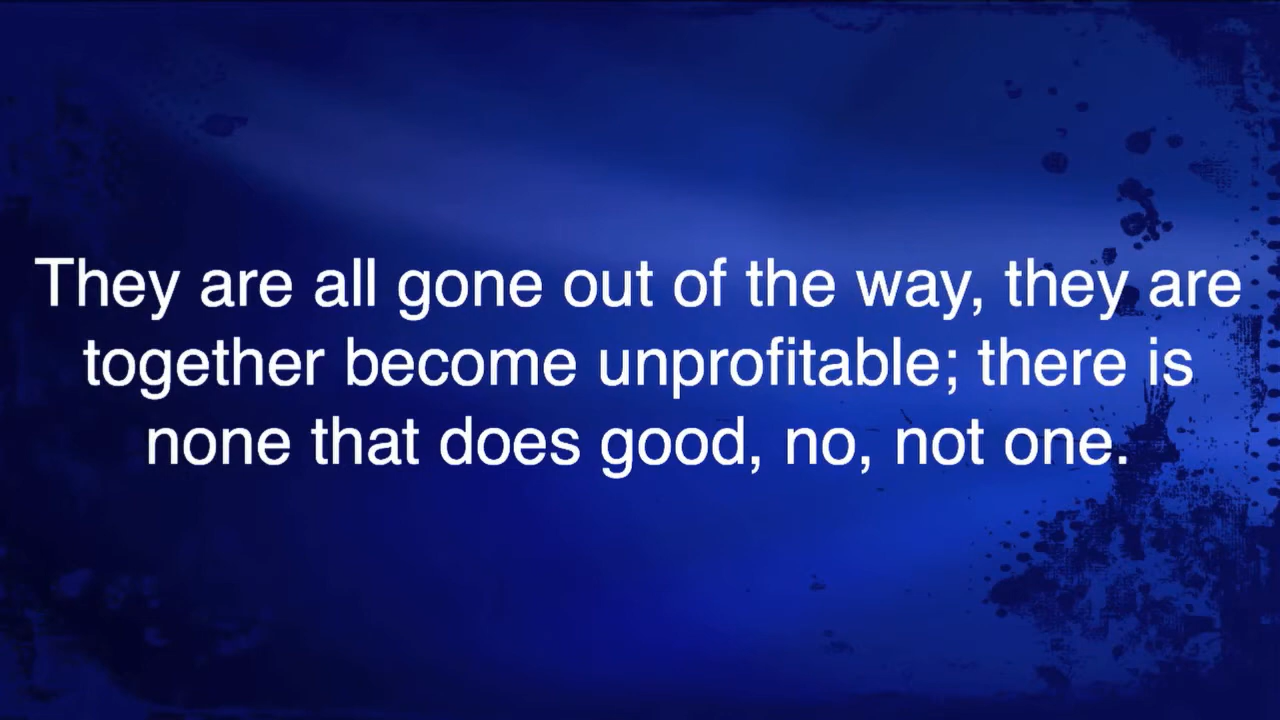 They are all gone out of the way, they are
together become unprofitable; there is
none that does good, no, not one.